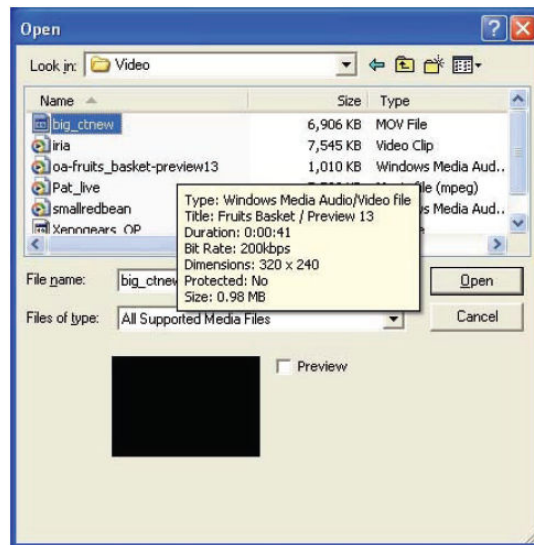 Open
Look in: Video
Name Size Type
big_ctnew 6,906 KB MOV File
iria 7,545 KB Video Clip
oa-fruits_basket-preview13 1,010 KB Windows Media Aud..
Pat_live file (mpeg)
smallredbean vs Media Aud..
Xenogears_OP
Type: Windows Media Audio/Video file
Title: Fruits Basket / Preview 13
Duration: 0:00:41
Bit Rate: 200kbps
Dimensions: 320 x 240
Protected: No
Size: 0.98 MB
File name: big_ctnew Open
Files of type: All Supported Media Files Cancel
Preview